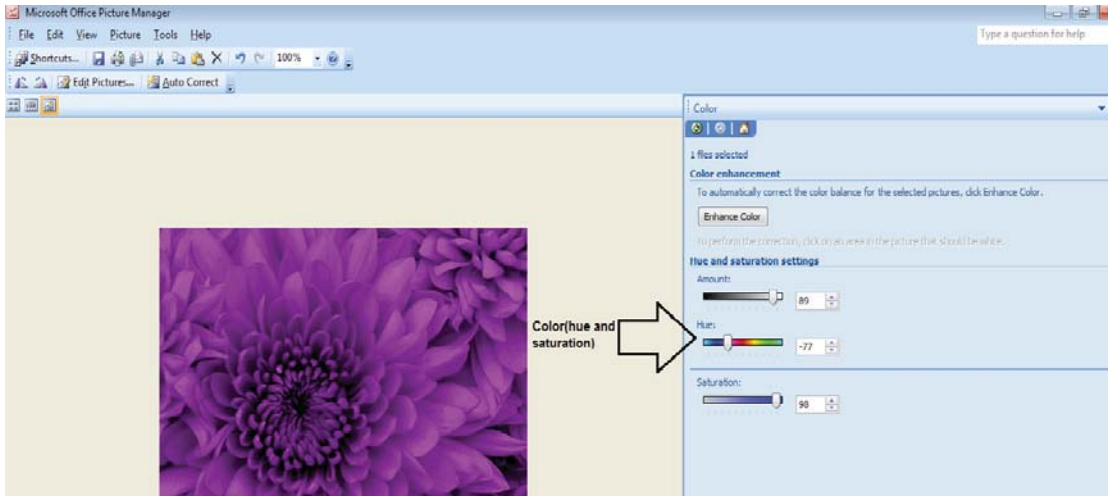 Microsoft Office Picture Manager
File Edit View Picture Tools Help
Type a question for help
Shortcuts... 100%
Edit Pictures... Auto Correct
Color
1 files selected
Color enhancement
To automatically correct the color balance for the selected pictures, click Enhance Color.
Enhance Color
To perform the correction, click on an area in the picture that should be white.
Hue and saturation settings
Amount:
89
Color(hue and
saturation)
Hue:
-77
Saturation:
98